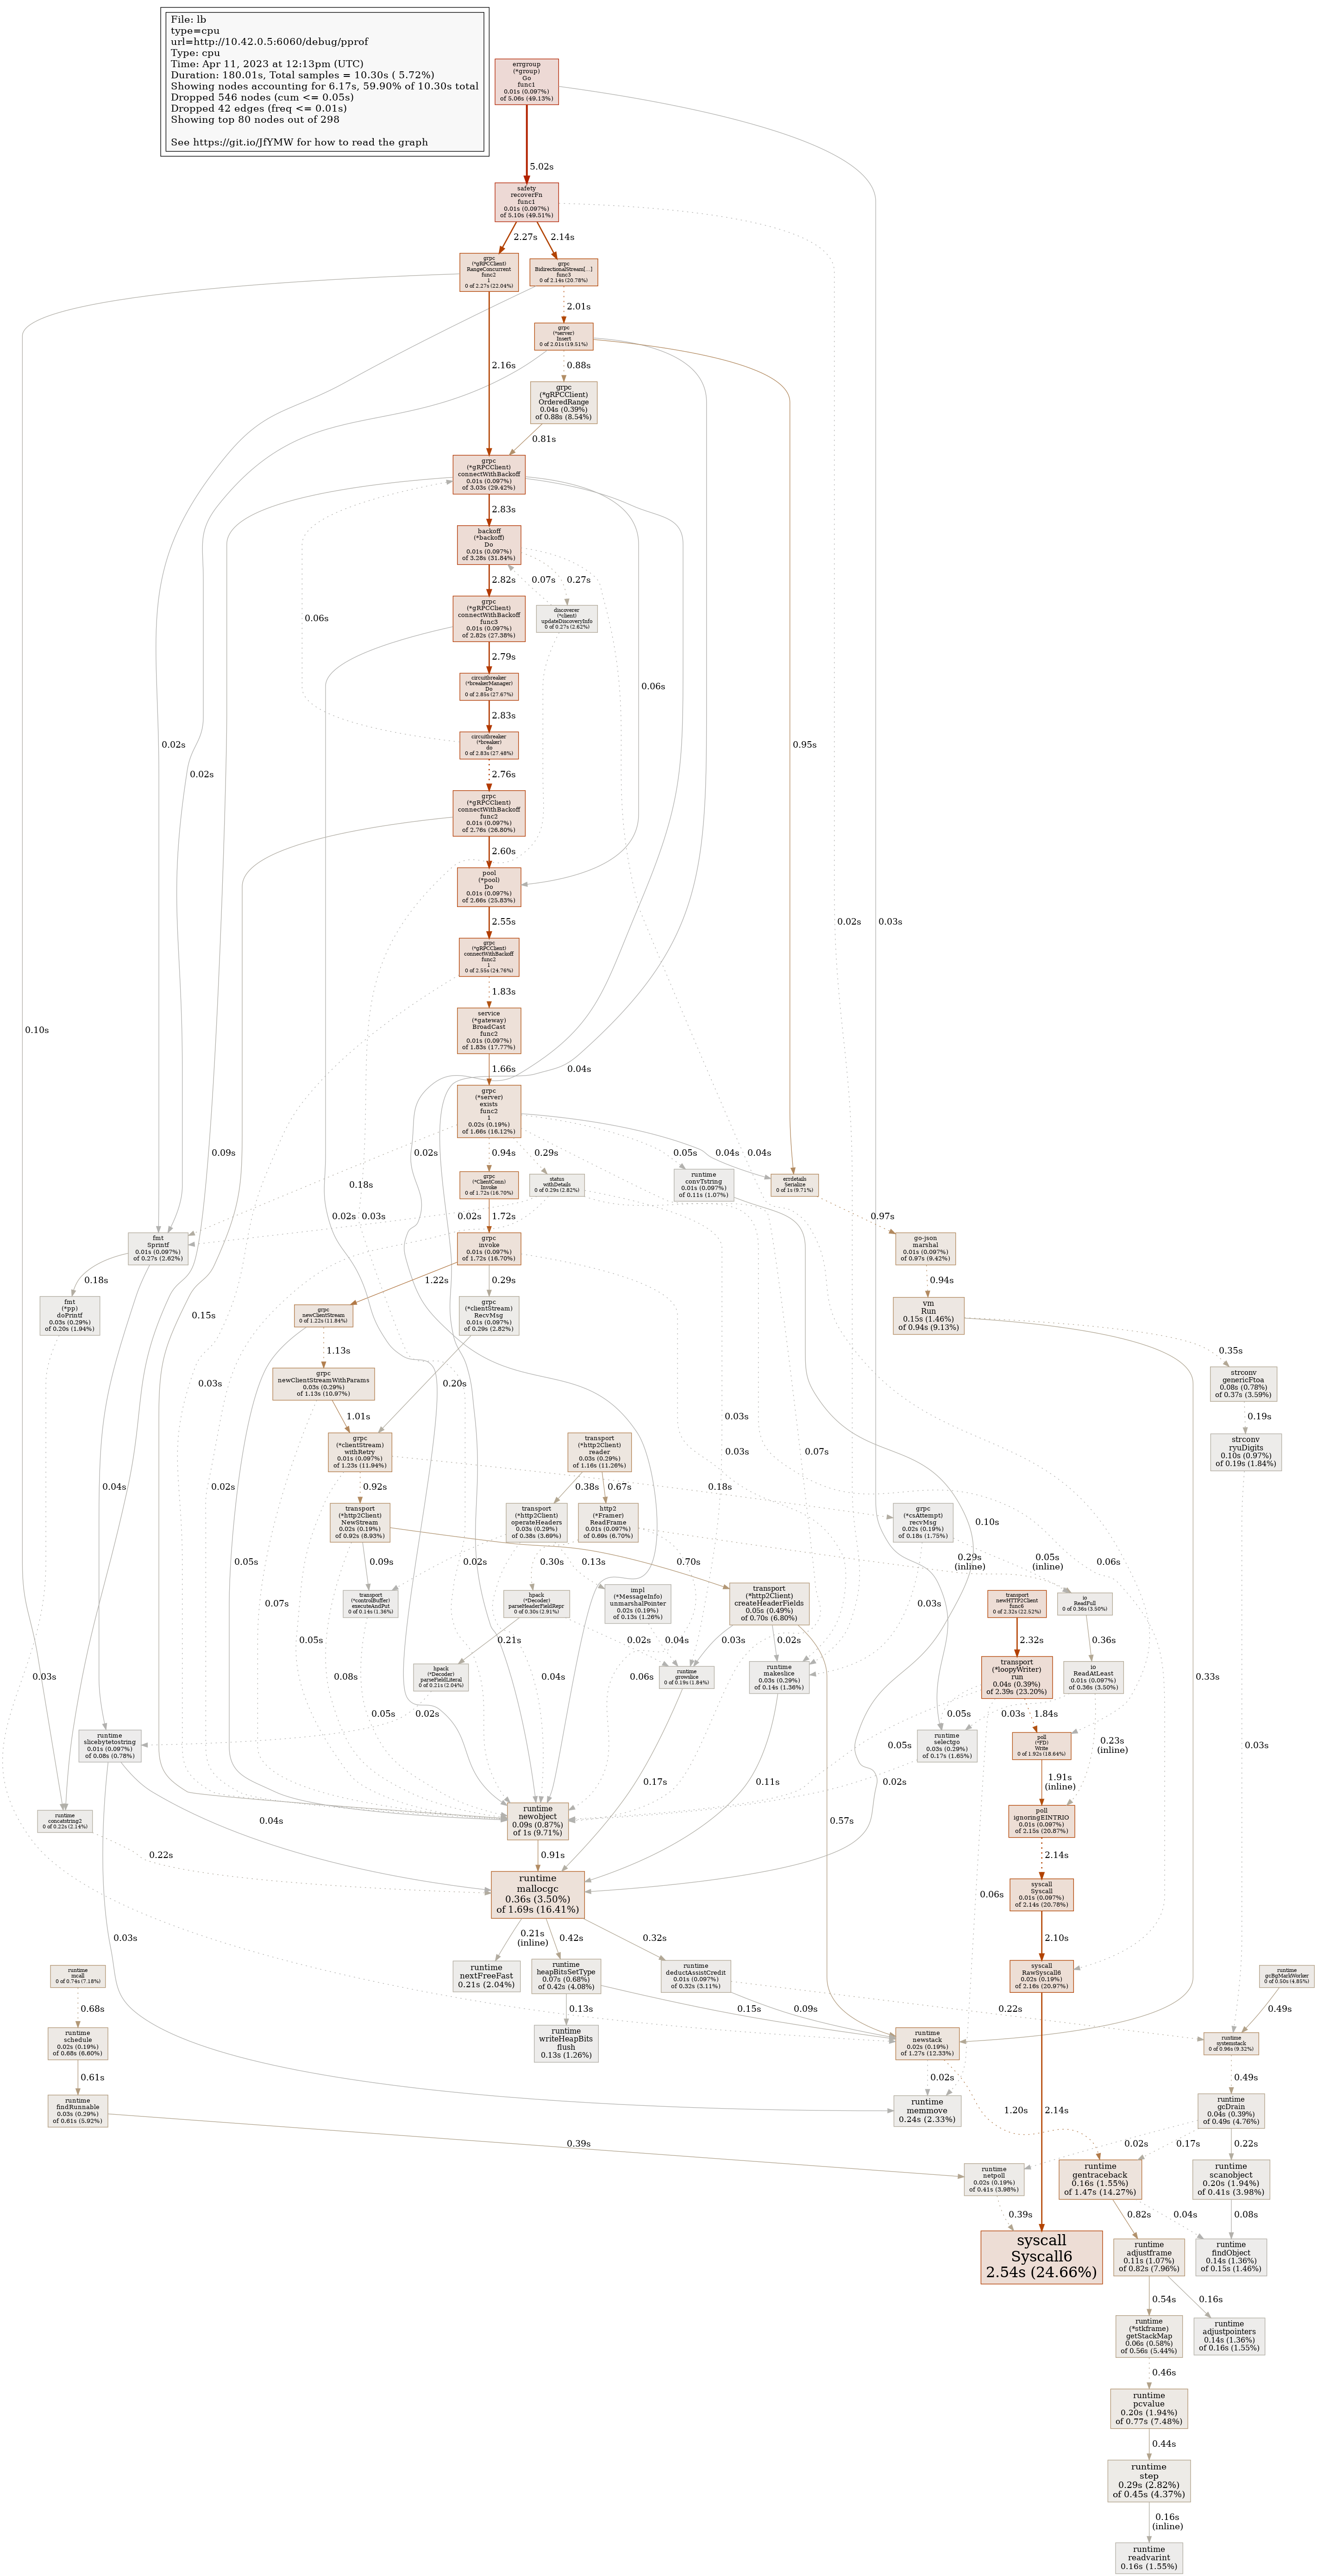 File: lb
type=cpu
url=http://10.42.0.5:6060/debug/pprof
Type: cpu
Time: Apr 11, 2023 at 12:13pm (UTC)
Duration: 180.01s, Total samples = 10.30s ( 5.72%)
Showing nodes accounting for 6.17s, 59.90% of 10.30s total
Dropped 546 nodes (cum <= 0.05s)
Dropped 42 edges (freq <= 0.01s)
Showing top 80 nodes out of 298
See https://git.io/JfYMW for how to read the graph
errgroup
(*group)
Go
func1
0.01s (0.097%)
of 5.06s (49.13%)
5.02s
safety
recoverFn
func1
0.01s (0.097%)
of 5.10s (49.51%)
2.27s
2.14s
grpc
(*gRPCClient)
RangeConcurrent
func2
1
0 of 2.27s (22.04%)
grpc
BidirectionalStream[...]
func3
0 of 2.14s (20.78%)
2.01s
grpc
(*server)
Insert
0 of 2.01s (19.51%)
2.16s
0.88s
grpc
(*gRPCClient)
OrderedRange
0.04s (0.39%)
of 0.88s (8.54%)
0.81s
grpc
(*gRPCClient)
connectWithBackoff
0.01s (0.097%)
of 3.03s (29.42%)
2.83s
backoff
(*backoff)
Do
0.01s (0.097%)
of 3.28s (31.84%)
2.82s
0.07s
0.27s
grpc
(*gRPCClient)
connectWithBackoff
func3
0.01s (0.097%)
of 2.82s (27.38%)
discoverer
(*client)
updateDiscoveryInfo
0 of 0.27s (2.62%)
0.06s
2.79s
circuitbreaker
(*breakerManager)
Do
0 of 2.85s (27.67%)
0.06s
2.83s
circuitbreaker
(*breaker)
do
0 of 2.83s (27.48%)
0.02s
0.02s
0.95s
2.76s
grpc
(*gRPCClient)
connectWithBackoff
func2
0.01s (0.097%)
of 2.76s (26.80%)
2.60s
pool
(*pool)
Do
0.01s (0.097%)
of 2.66s (25.83%)
2.55s
0.02s
0.03s
grpc
(*gRPCClient)
connectWithBackoff
func2
1
0 of 2.55s (24.76%)
1.83s
0.10s
service
(*gateway)
BroadCast
func2
0.01s (0.097%)
of 1.83s (17.77%)
1.66s
0.04s
grpc
(*server)
exists
func2
1
0.02s (0.19%)
of 1.66s (16.12%)
0.09s
0.02s
0.94s
0.29s
0.05s
0.04s
0.04s
grpc
(*ClientConn)
Invoke
0 of 1.72s (16.70%)
status
withDetails
0 of 0.29s (2.82%)
runtime
convTstring
0.01s (0.097%)
of 0.11s (1.07%)
errdetails
Serialize
0 of 1s (9.71%)
0.18s
0.02s
0.03s
0.02s
1.72s
0.97s
fmt
Sprintf
0.01s (0.097%)
of 0.27s (2.62%)
grpc
invoke
0.01s (0.097%)
of 1.72s (16.70%)
go-json
marshal
0.01s (0.097%)
of 0.97s (9.42%)
0.18s
1.22s
0.29s
0.94s
fmt
(*pp)
doPrintf
0.03s (0.29%)
of 0.20s (1.94%)
0.15s
grpc
newClientStream
0 of 1.22s (11.84%)
grpc
(*clientStream)
RecvMsg
0.01s (0.097%)
of 0.29s (2.82%)
vm
Run
0.15s (1.46%)
of 0.94s (9.13%)
1.13s
0.35s
0.03s
grpc
newClientStreamWithParams
0.03s (0.29%)
of 1.13s (10.97%)
0.20s
strconv
genericFtoa
0.08s (0.78%)
of 0.37s (3.59%)
1.01s
0.03s
0.19s
grpc
(*clientStream)
withRetry
0.01s (0.097%)
of 1.23s (11.94%)
transport
(*http2Client)
reader
0.03s (0.29%)
of 1.16s (11.26%)
0.03s
0.07s
strconv
ryuDigits
0.10s (0.97%)
of 0.19s (1.84%)
0.04s
0.02s
0.92s
0.38s
0.67s
0.18s
transport
(*http2Client)
NewStream
0.02s (0.19%)
of 0.92s (8.93%)
transport
(*http2Client)
operateHeaders
0.03s (0.29%)
of 0.38s (3.69%)
http2
(*Framer)
ReadFrame
0.01s (0.097%)
of 0.69s (6.70%)
grpc
(*csAttempt)
recvMsg
0.02s (0.19%)
of 0.18s (1.75%)
0.10s
0.05s
0.09s
0.02s
0.30s
0.13s
0.70s
0.29s
(inline)
0.05s
(inline)
0.06s
transport
(*controlBuffer)
executeAndPut
0 of 0.14s (1.36%)
hpack
(*Decoder)
parseHeaderFieldRepr
0 of 0.30s (2.91%)
impl
(*MessageInfo)
unmarshalPointer
0.02s (0.19%)
of 0.13s (1.26%)
transport
(*http2Client)
createHeaderFields
0.05s (0.49%)
of 0.70s (6.80%)
transport
newHTTP2Client
func6
0 of 2.32s (22.52%)
io
ReadFull
0 of 0.36s (3.50%)
0.07s
0.05s
0.21s
0.02s
0.04s
0.03s
0.02s
0.03s
2.32s
0.36s
0.03s
0.08s
hpack
(*Decoder)
parseFieldLiteral
0 of 0.21s (2.04%)
0.04s
0.06s
runtime
growslice
0 of 0.19s (1.84%)
runtime
makeslice
0.03s (0.29%)
of 0.14s (1.36%)
transport
(*loopyWriter)
run
0.04s (0.39%)
of 2.39s (23.20%)
io
ReadAtLeast
0.01s (0.097%)
of 0.36s (3.50%)
0.33s
0.05s
0.02s
0.05s
0.03s
1.84s
runtime
slicebytetostring
0.01s (0.097%)
of 0.08s (0.78%)
0.05s
runtime
selectgo
0.03s (0.29%)
of 0.17s (1.65%)
poll
(*FD)
Write
0 of 1.92s (18.64%)
0.23s
(inline)
0.03s
0.17s
0.11s
0.02s
1.91s
(inline)
runtime
concatstring2
0 of 0.22s (2.14%)
0.04s
runtime
newobject
0.09s (0.87%)
of 1s (9.71%)
0.57s
poll
ignoringEINTRIO
0.01s (0.097%)
of 2.15s (20.87%)
0.22s
0.91s
2.14s
runtime
mallocgc
0.36s (3.50%)
of 1.69s (16.41%)
0.06s
syscall
Syscall
0.01s (0.097%)
of 2.14s (20.78%)
0.03s
0.21s
(inline)
0.42s
0.32s
2.10s
runtime
mcall
0 of 0.74s (7.18%)
runtime
nextFreeFast
0.21s (2.04%)
runtime
heapBitsSetType
0.07s (0.68%)
of 0.42s (4.08%)
runtime
deductAssistCredit
0.01s (0.097%)
of 0.32s (3.11%)
syscall
RawSyscall6
0.02s (0.19%)
of 2.16s (20.97%)
runtime
gcBgMarkWorker
0 of 0.50s (4.85%)
0.68s
0.13s
0.15s
0.09s
0.22s
0.49s
runtime
schedule
0.02s (0.19%)
of 0.68s (6.60%)
runtime
writeHeapBits
flush
0.13s (1.26%)
runtime
newstack
0.02s (0.19%)
of 1.27s (12.33%)
runtime
systemstack
0 of 0.96s (9.32%)
0.61s
0.02s
0.49s
runtime
findRunnable
0.03s (0.29%)
of 0.61s (5.92%)
runtime
memmove
0.24s (2.33%)
1.20s
2.14s
runtime
gcDrain
0.04s (0.39%)
of 0.49s (4.76%)
0.39s
0.02s
0.17s
0.22s
runtime
netpoll
0.02s (0.19%)
of 0.41s (3.98%)
runtime
gentraceback
0.16s (1.55%)
of 1.47s (14.27%)
runtime
scanobject
0.20s (1.94%)
of 0.41s (3.98%)
0.39s
0.82s
0.04s
0.08s
syscall
Syscall6
2.54s (24.66%)
runtime
adjustframe
0.11s (1.07%)
of 0.82s (7.96%)
runtime
findObject
0.14s (1.36%)
of 0.15s (1.46%)
0.54s
0.16s
runtime
(*stkframe)
getStackMap
0.06s (0.58%)
of 0.56s (5.44%)
runtime
adjustpointers
0.14s (1.36%)
of 0.16s (1.55%)
0.46s
runtime
pcvalue
0.20s (1.94%)
of 0.77s (7.48%)
0.44s
runtime
step
0.29s (2.82%)
of 0.45s (4.37%)
0.16s
(inline)
runtime
readvarint
0.16s (1.55%)